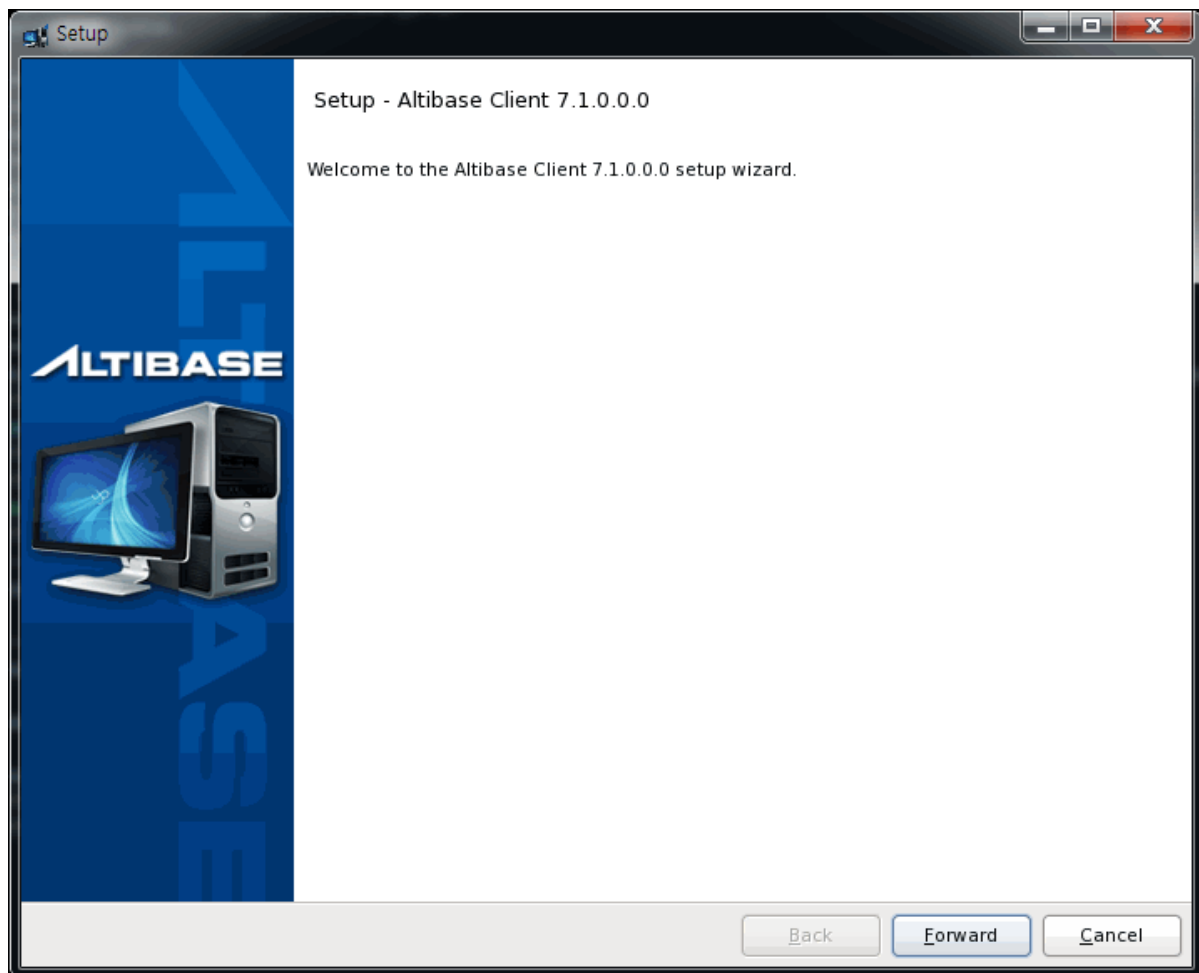 Setup
Setup - Altibase Client 7.1.0.0.0
Welcome to the Altibase Client 7.1.0.0.0 setup wizard.
ALTIBASE
ALTIBASE
Back
Forward
Cancel